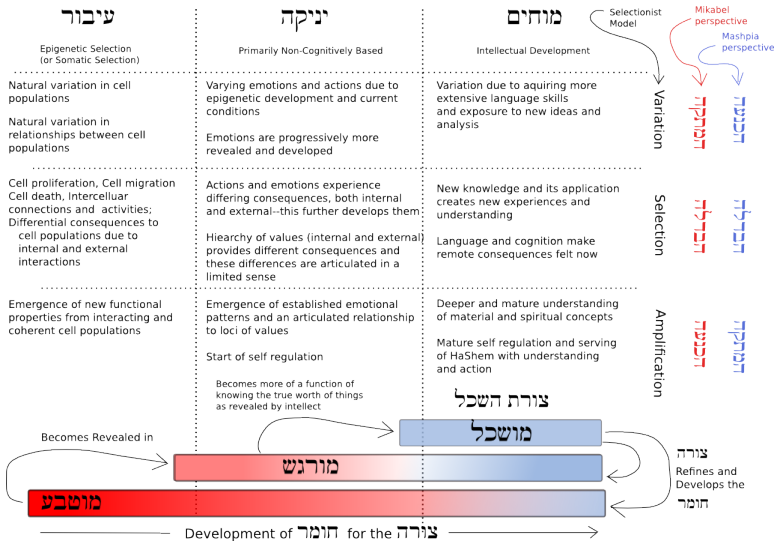 עיבור
יניקה
מוחים
Selectionist
Model
Mikabel
perspective
Mashpia
perspective
Epigenetic Selection
(or Somatic Selection)
Primarily Non-Cognitively Based
Intellectual Development
Natural variation in cell
populations
Natural variation in
relationships between cell
populations
Varying emotions and actions due to
epigenetic development and current
conditions
Emotions are progressively more
revealed and developed
Variation due to aquiring more
extensive language skills
and exposure to new ideas and
analysis
Variation
המתקה
הכנעה
Cell proliferation, Cell migration
Cell death, Intercelluar
connections and activities;
Differential consequences to
cell populations due to
internal and external
interactions
Actions and emotions experience
differing consequences, both internal
and external--this further develops them
Hiearchy of values (internal and external)
provides different consequences and
these differences are articulated in a
limited sense
New knowledge and its application
creates new experiences and
understanding
Language and cognition make
remote consequences felt now
Selection
הבדלה
הבדלה
Emergence of new functional
properties from interacting and
coherent cell populations
Emergence of established emotional
patterns and an articulated relationship
to loci of values
Start of self regulation
Deeper and mature understanding
of material and spiritual concepts
Mature self regulation and serving
of HaShem with understanding
and action
Amplification
הכנעה
המתקה
Becomes more of a function of
knowing the true worth of things
as revealed by intellect
צורת השכל
מושכל
Becomes Revealed in
מורגש
צורה
Refines and
Develops the
חומר
מוטבע
Development of חומר for the צורה